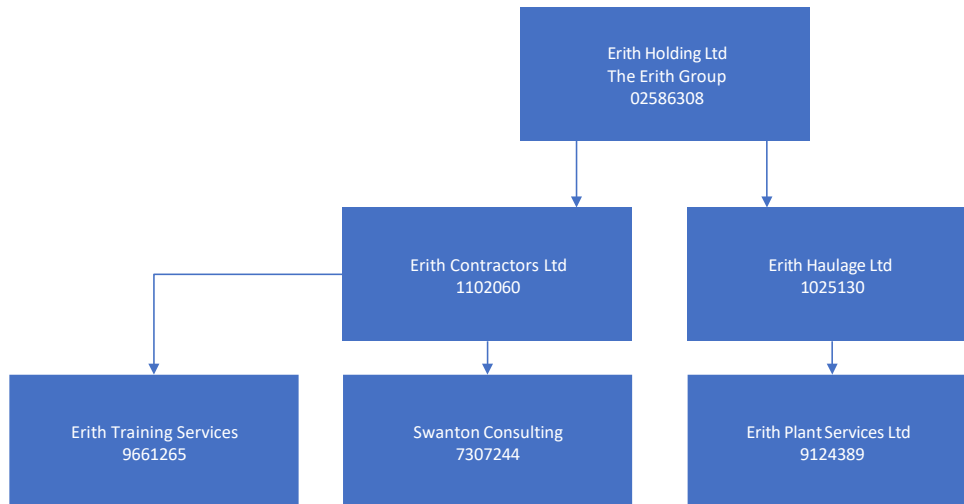 Erith Holding Ltd
The Erith Group
02586308
Erith Contractors Ltd
1102060
Erith Haulage Ltd
1025130
Erith Training Services
9661265
Swanton Consulting
7307244
Erith Plant Services Ltd
9124389